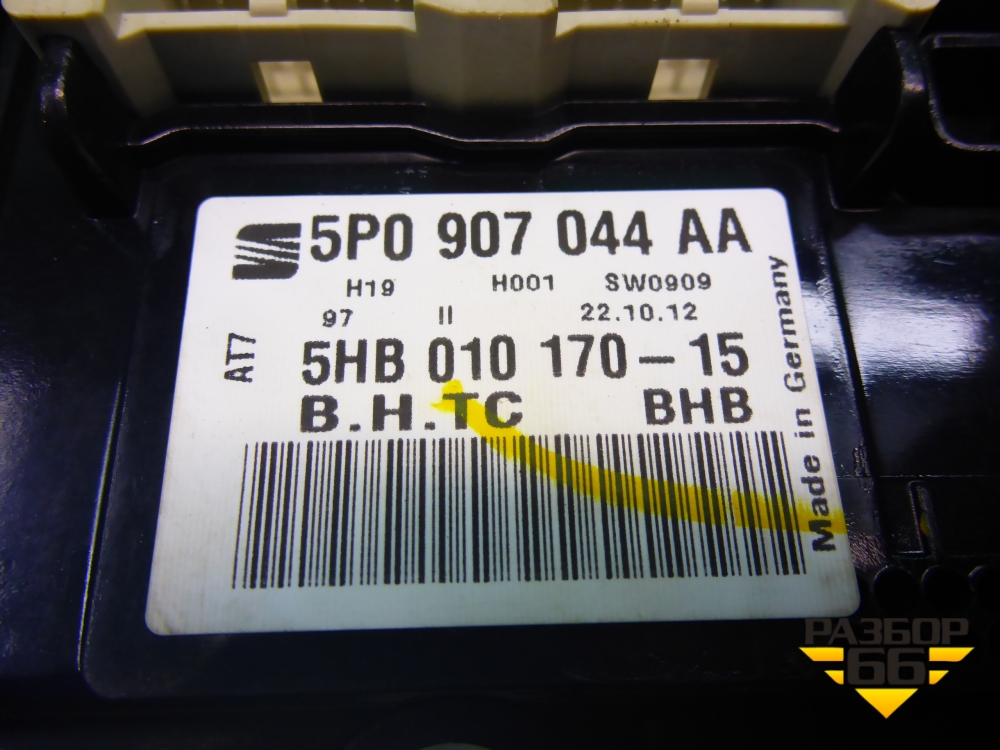 5P0 907 044 AA
H19 H001 SW0909
97 II 22.10.12
AT7
5HB 010 170-15
B.H.TC BHB
Made in Germany
РАЗБОР
66